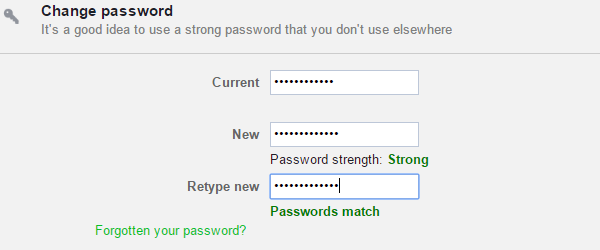 Change password
It's a good idea to use a strong password that you don't use elsewhere
Current ••••••••••••
New •••••••••••••
Password strength: Strong
Retype new •••••••••••••
Passwords match
Forgotten your password?